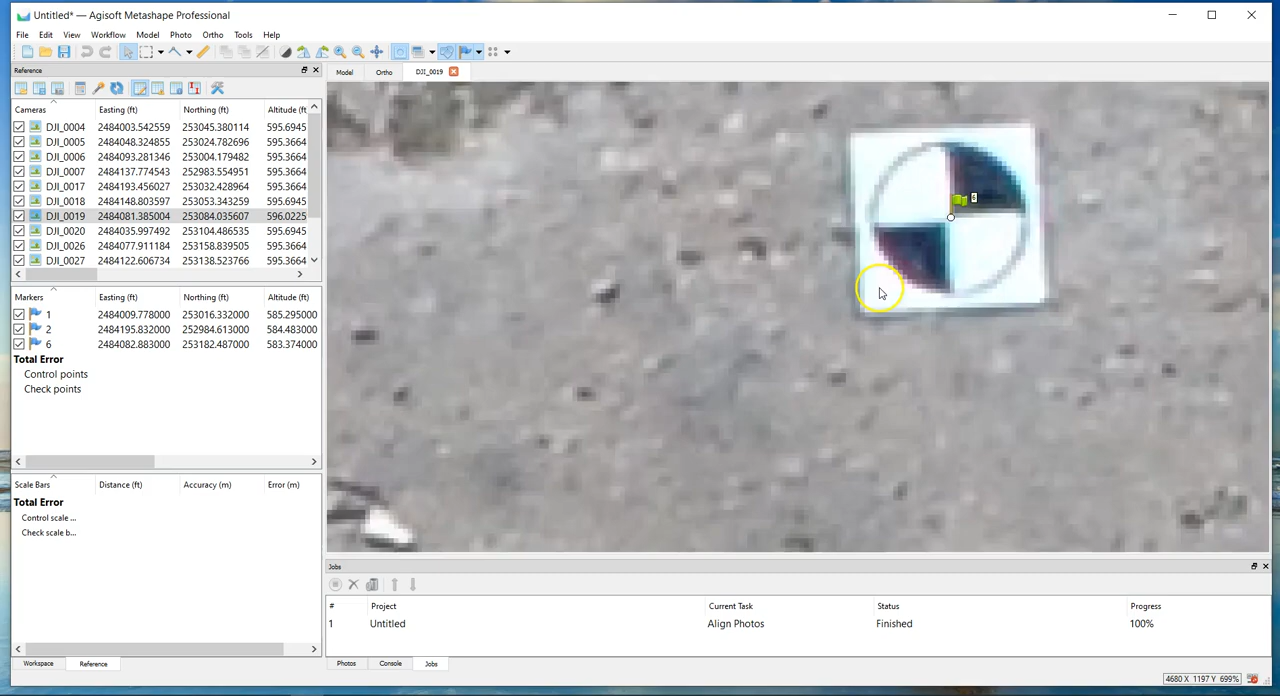 Untitled* — Agisoft Metashape Professional
File Edit View Workflow Model Photo Ortho Tools Help
Reference
Model Ortho DJI_0019
Cameras Easting (ft) Northing (ft) Altitude (ft
DJI_0004 2484003.542559 253045.380114 595.6945
DJI_0005 2484048.324855 253024.782696 595.6945
DJI_0006 2484093.281346 253004.179482 595.3664
DJI_0007 2484137.774543 252983.554951 595.3664
DJI_0017 2484193.456027 253032.428964 595.3664
DJI_0018 2484148.803597 253053.343259 595.6945
DJI_0019 2484081.385004 253084.035607 596.0225
DJI_0020 2484035.997492 253104.486535 595.6945
DJI_0026 2484077.911184 253158.839505 595.3664
DJI_0027 2484122.606734 253138.523766 595.3664
6
Markers Easting (ft) Northing (ft) Altitude (ft)
1 2484009.778000 253016.332000 585.295000
2 2484195.832000 252984.613000 584.483000
6 2484082.883000 253182.487000 583.374000
Total Error
Control points
Check points
Scale Bars Distance (ft) Accuracy (m) Error (m)
Total Error
Control scale ...
Check scale b...
Jobs
# Project Current Task Status Progress
1 Untitled Align Photos Finished 100%
Workspace Reference
Photos Console Jobs
4680 X 1197 Y 699%